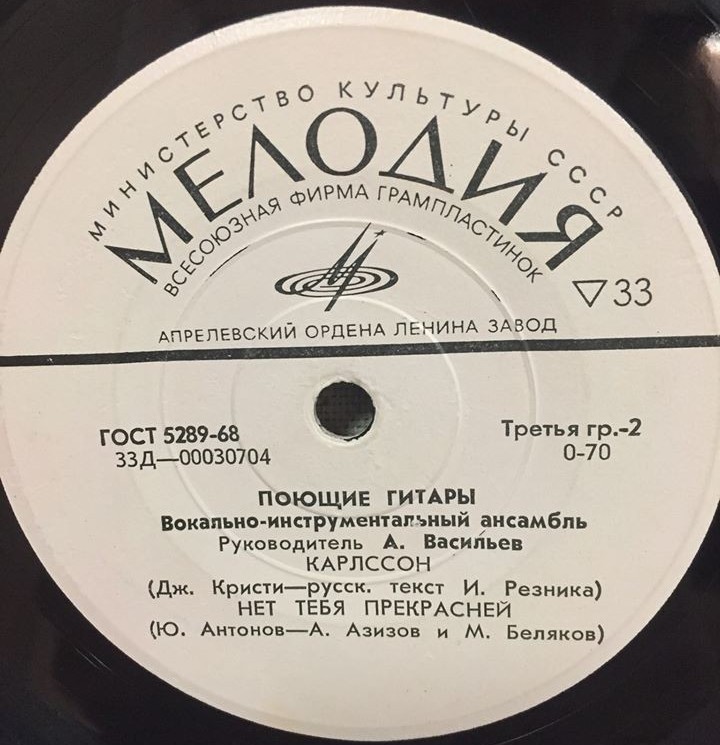 МИНИСТЕРСТВО КУЛЬТУРЫ СССР
МЕЛОДИЯ
ВСЕСОЮЗНАЯ ФИРМА ГРАМПЛАСТИНОК
▽33
АПРЕЛЕВСКИЙ ОРДЕНА ЛЕНИНА ЗАВОД
ГОСТ 5289-68
33Д—00030704
Третья гр.-2
0-70
ПОЮЩИЕ ГИТАРЫ
Вокально-инструментальный ансамбль
Руководитель А. Васильев
КАРЛССОН
(Дж. Кристи—русск. текст И. Резника)
НЕТ ТЕБЯ ПРЕКРАСНЕЙ
(Ю. Антонов—А. Азизов и М. Беляков)